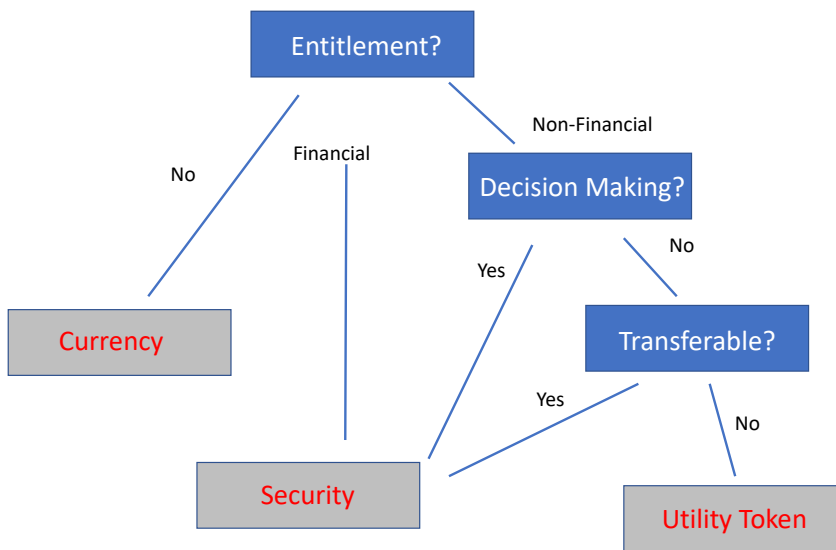 Entitlement?
Non-Financial
Financial
No
Decision Making?
Yes
No
Currency
Transferable?
Yes
No
Security
Utility Token